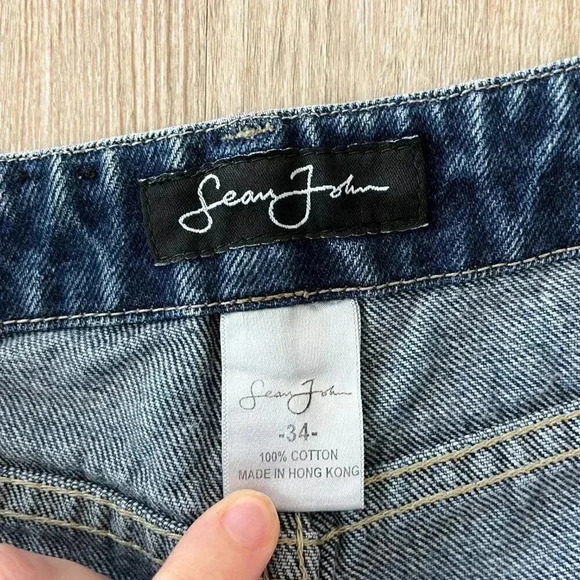 Sean John
Sean John
-34-
100% COTTON
MADE IN HONG KONG